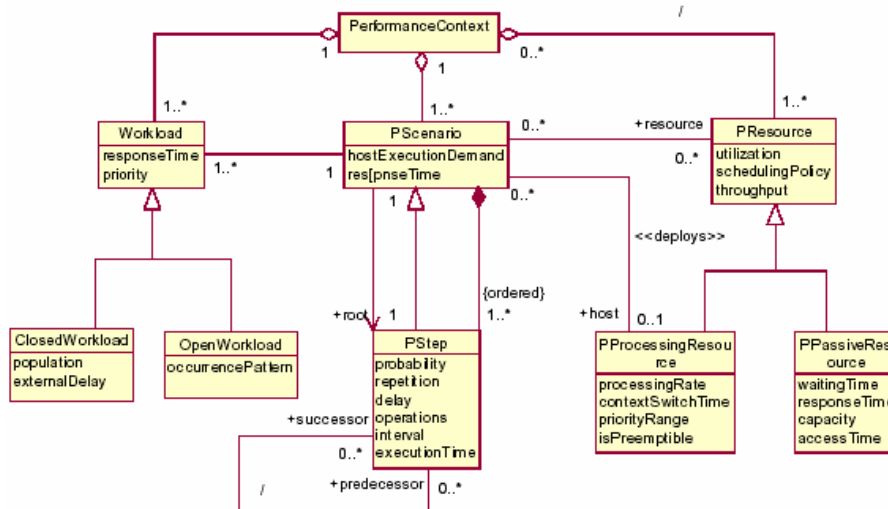 /
PerformanceContext
1
0..*
1
1..*
1..*
1..*
Workload
responseTime
priority
PScenario
hostExecutionDemand
res[pnseTime
0..*
+resource
0..*
PResource
utilization
schedulingPolicy
throughput
1..*
1
1
0..*
<<deploys>>
{ordered}
+root
1
1..*
+host
0..1
ClosedWorkload
population
externalDelay
OpenWorkload
occurrencePattern
PStep
probability
repetition
delay
operations
interval
executionTime
PProcessingResou
rce
processingRate
contextSwitchTime
priorityRange
isPreemptible
PPassiveRes
ource
waitingTime
responseTime
capacity
accessTime
+successor
0..*
/
+predecessor
0..*